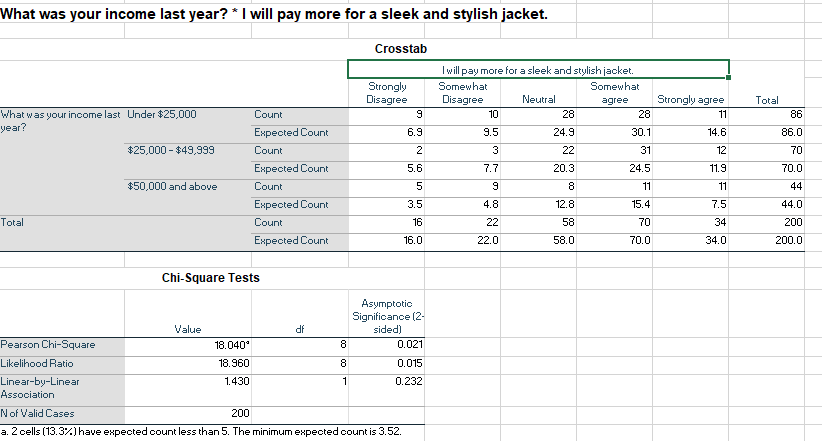 What was your income last year? * I will pay more for a sleek and stylish jacket.
Crosstab
I will pay more for a sleek and stylish jacket.
Strongly Disagree Somewhat Disagree Neutral Somewhat agree Strongly agree Total
What was your income last year? Under $25,000 Count 9 10 28 28 11 86
Expected Count 6.9 9.5 24.9 30.1 14.6 86.0
$25,000 - $49,999 Count 2 3 22 31 12 70
Expected Count 5.6 7.7 20.3 24.5 11.9 70.0
$50,000 and above Count 5 9 8 11 11 44
Expected Count 3.5 4.8 12.8 15.4 7.5 44.0
Total Count 16 22 58 70 34 200
Expected Count 16.0 22.0 58.0 70.0 34.0 200.0
Chi-Square Tests
Value df Asymptotic Significance (2-sided)
Pearson Chi-Square 18.040ª 8 0.021
Likelihood Ratio 18.960 8 0.015
Linear-by-Linear Association 1.430 1 0.232
N of Valid Cases 200
a. 2 cells (13.3%) have expected count less than 5. The minimum expected count is 3.52.